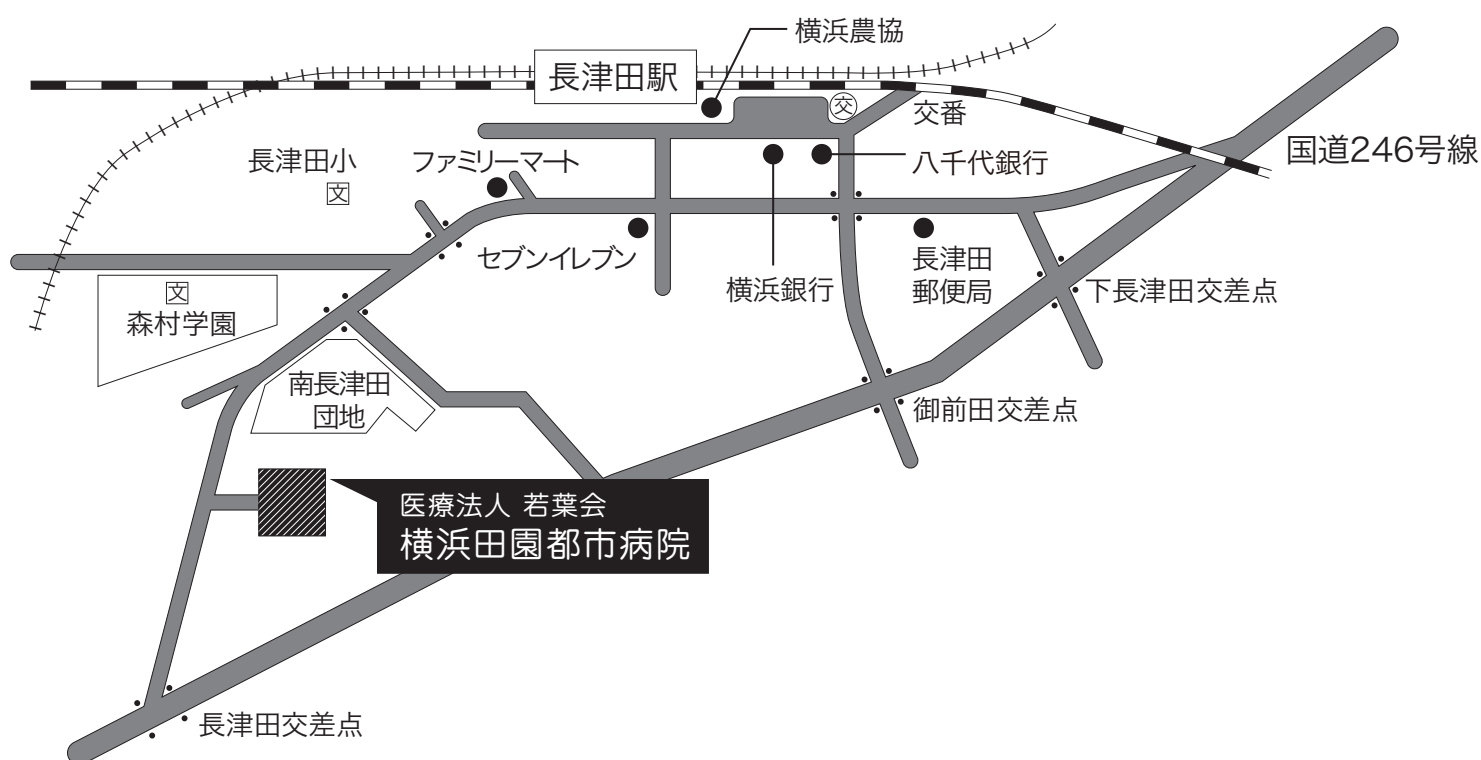 横浜農協
長津田駅
交
交番
国道246号線
長津田小
文
ファミリーマート
八千代銀行
セブンイレブン
横浜銀行
長津田
郵便局
下長津田交差点
文
森村学園
南長津田
団地
御前田交差点
医療法人 若葉会
横浜田園都市病院
長津田交差点